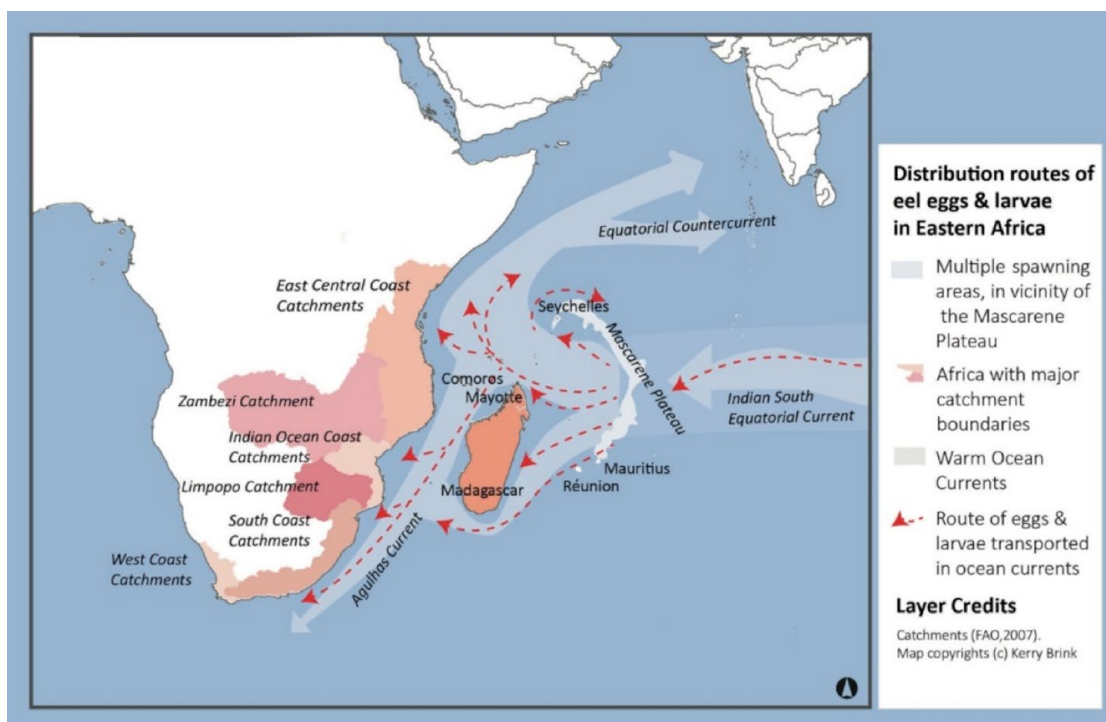 Equatorial Countercurrent
East Central Coast
Catchments
Seychelles
Mascarene Plateau
Comoros
Mayotte
Zambezi Catchment
Indian South
Equatorial Current
Indian Ocean Coast
Catchments
Limpopo Catchment
Madagascar
Mauritius
Réunion
South Coast
Catchments
Agulhas Current
West Coast
Catchments
Distribution routes of
eel eggs & larvae
in Eastern Africa
Multiple spawning
areas, in vicinity of
the Mascarene
Plateau
Africa with major
catchment
boundaries
Warm Ocean
Currents
Route of eggs &
larvae transported
in ocean currents
Layer Credits
Catchments (FAO,2007).
Map copyrights (c) Kerry Brink